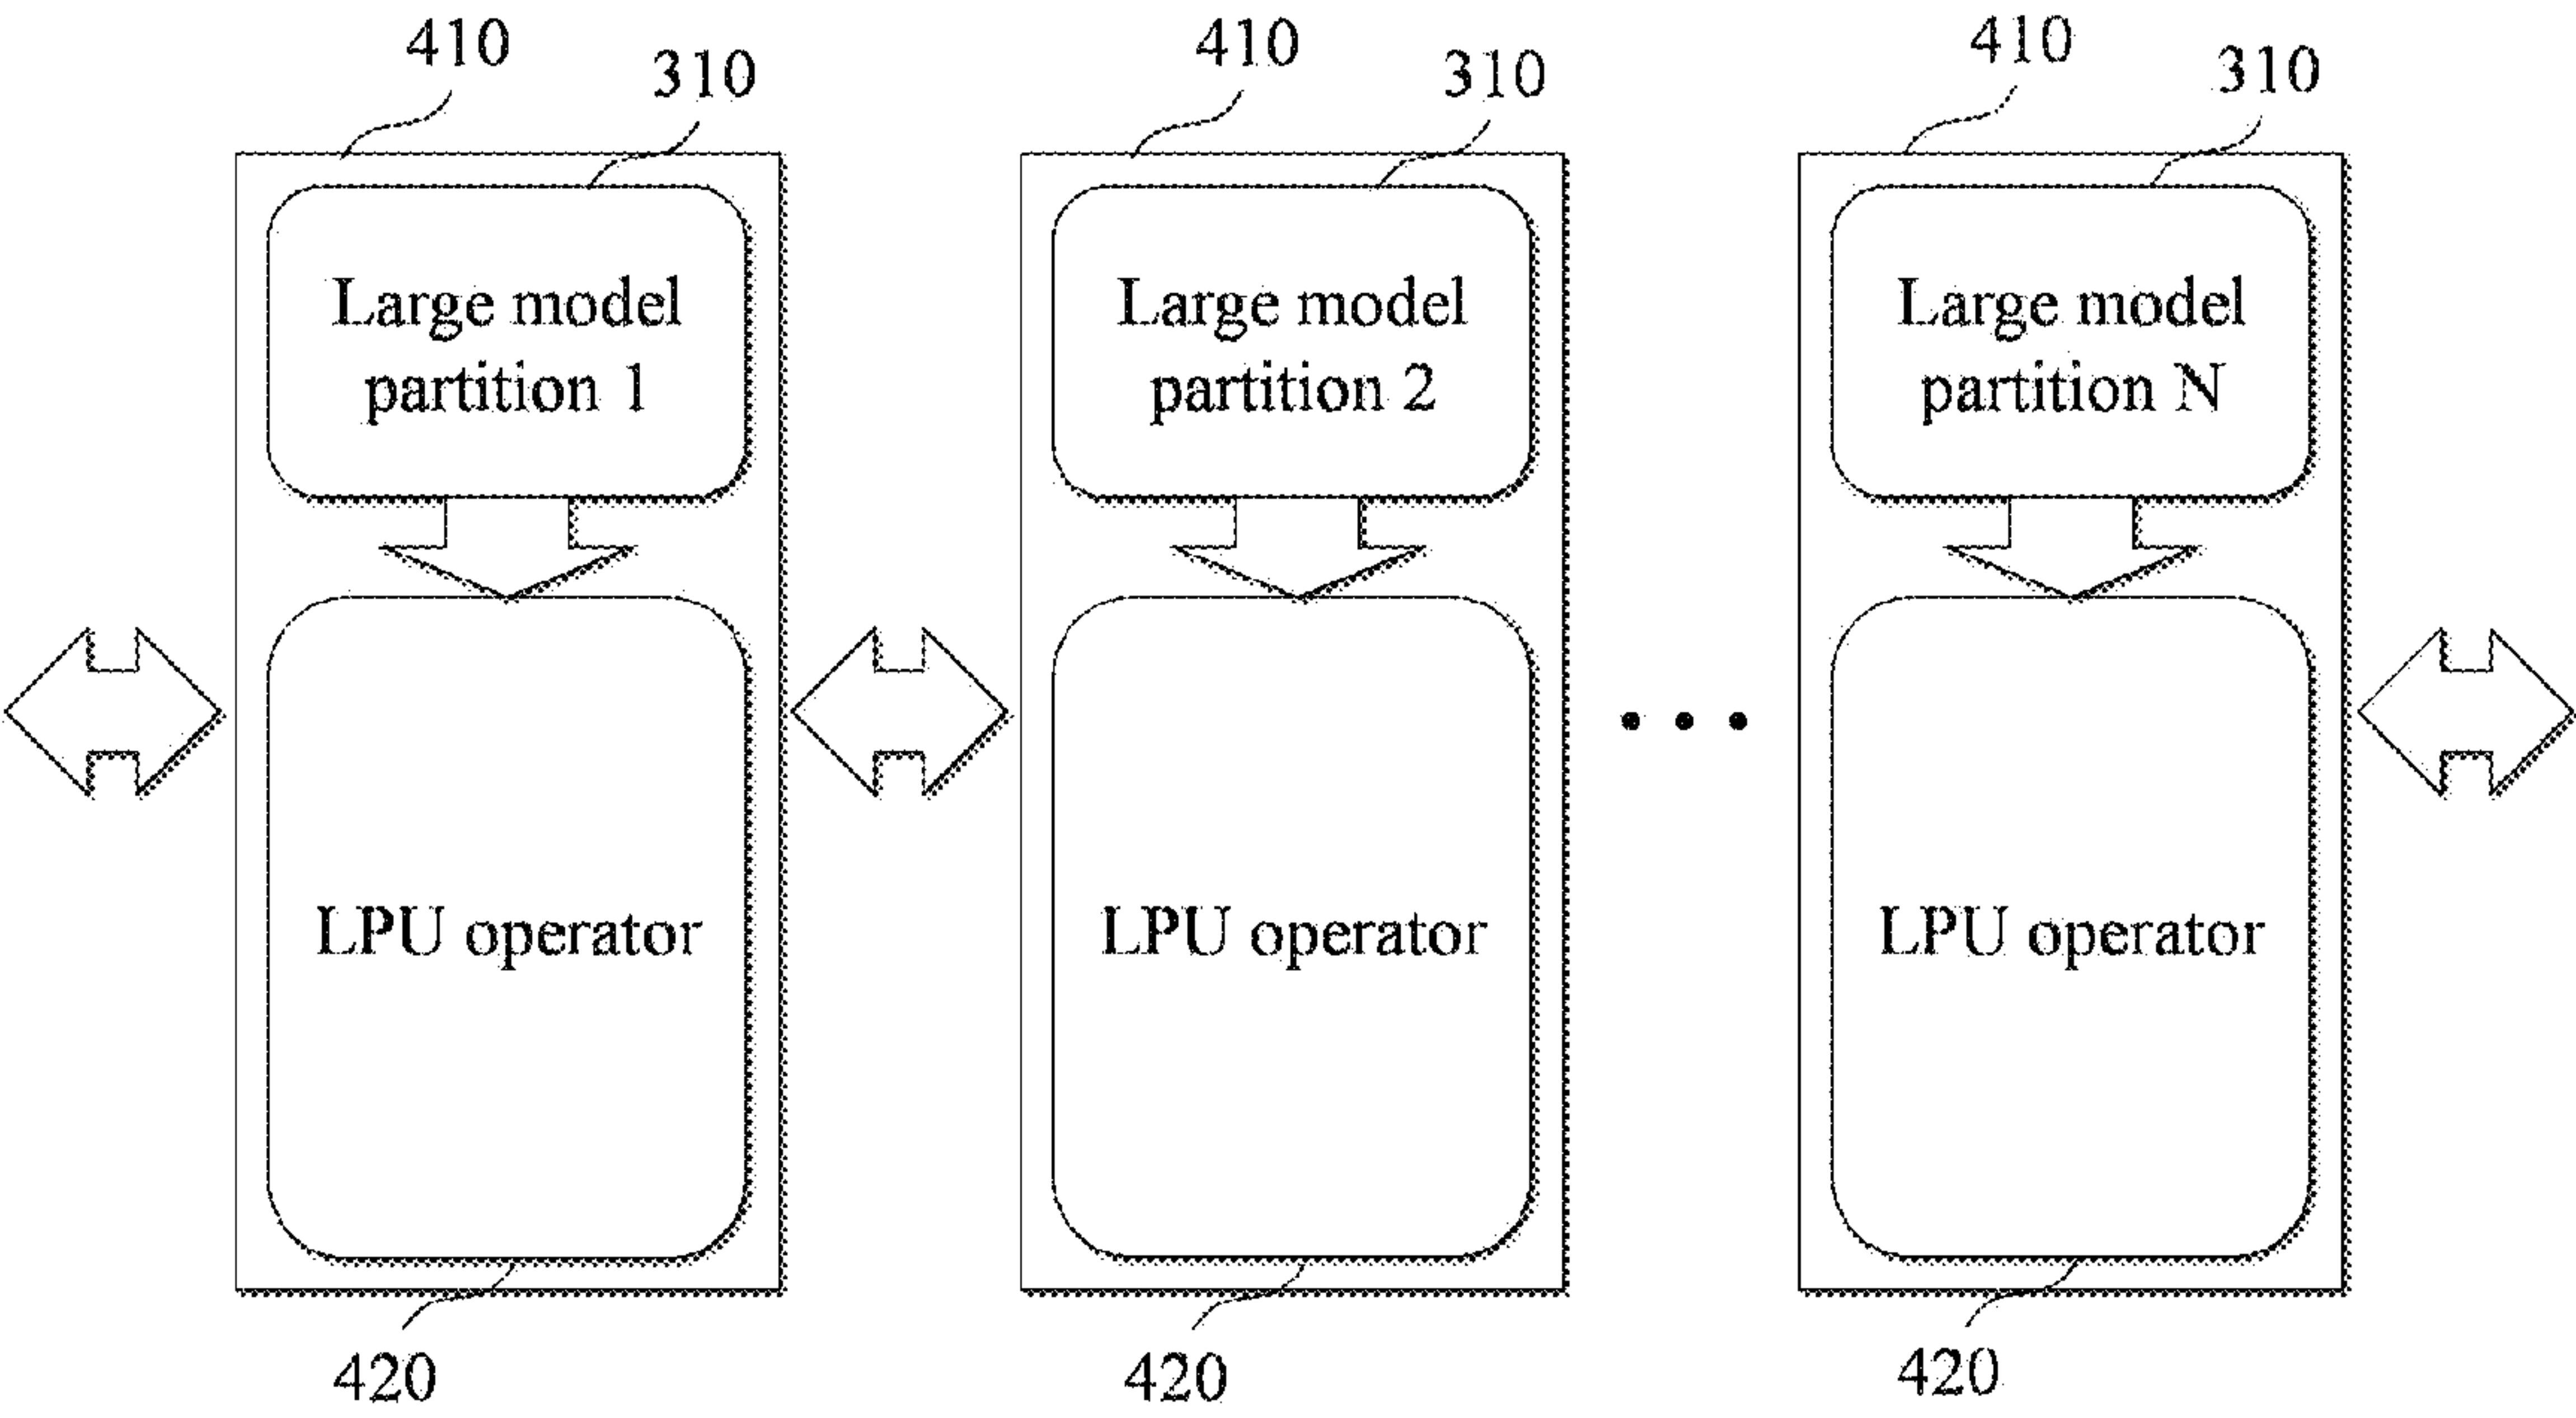 410
310
410
310
410
310
Large model
partition 1
Large model
partition 2
Large model
partition N
LPU operator
LPU operator
LPU operator
420
420
420